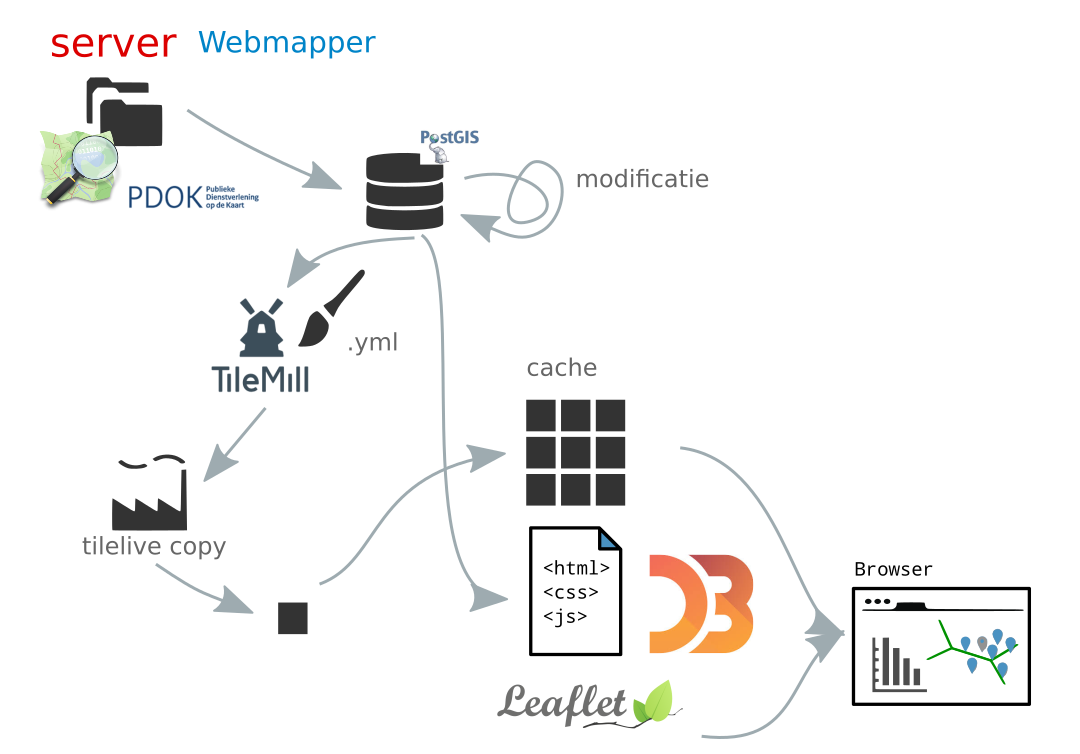 server Webmapper
PostGIS
PDOK Publieke
Dienstverlening
op de Kaart
modificatie
.yml
TileMill
cache
tilelive copy
<html>
<css>
<js>
D3
Browser
Leaflet